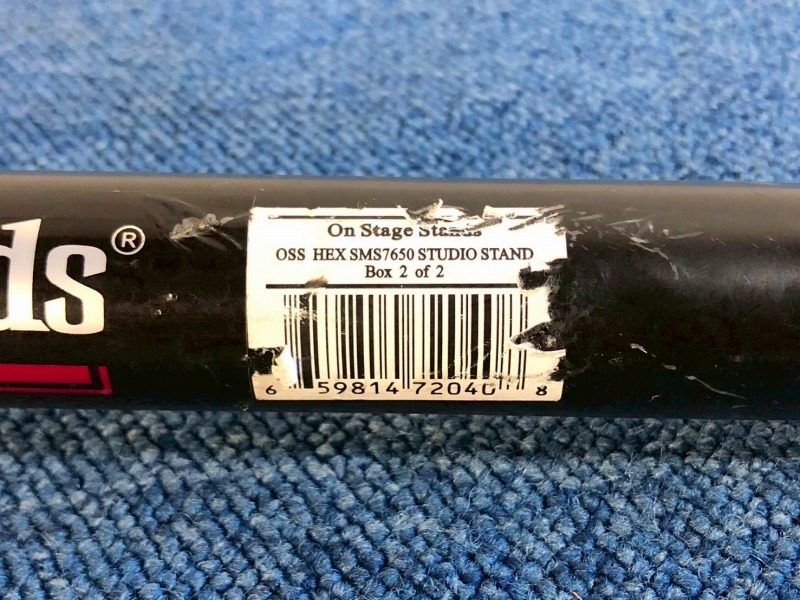 ds®
On Stage Stands
OSS HEX SMS7650 STUDIO STAND
Box 2 of 2
6 59814 72040 8